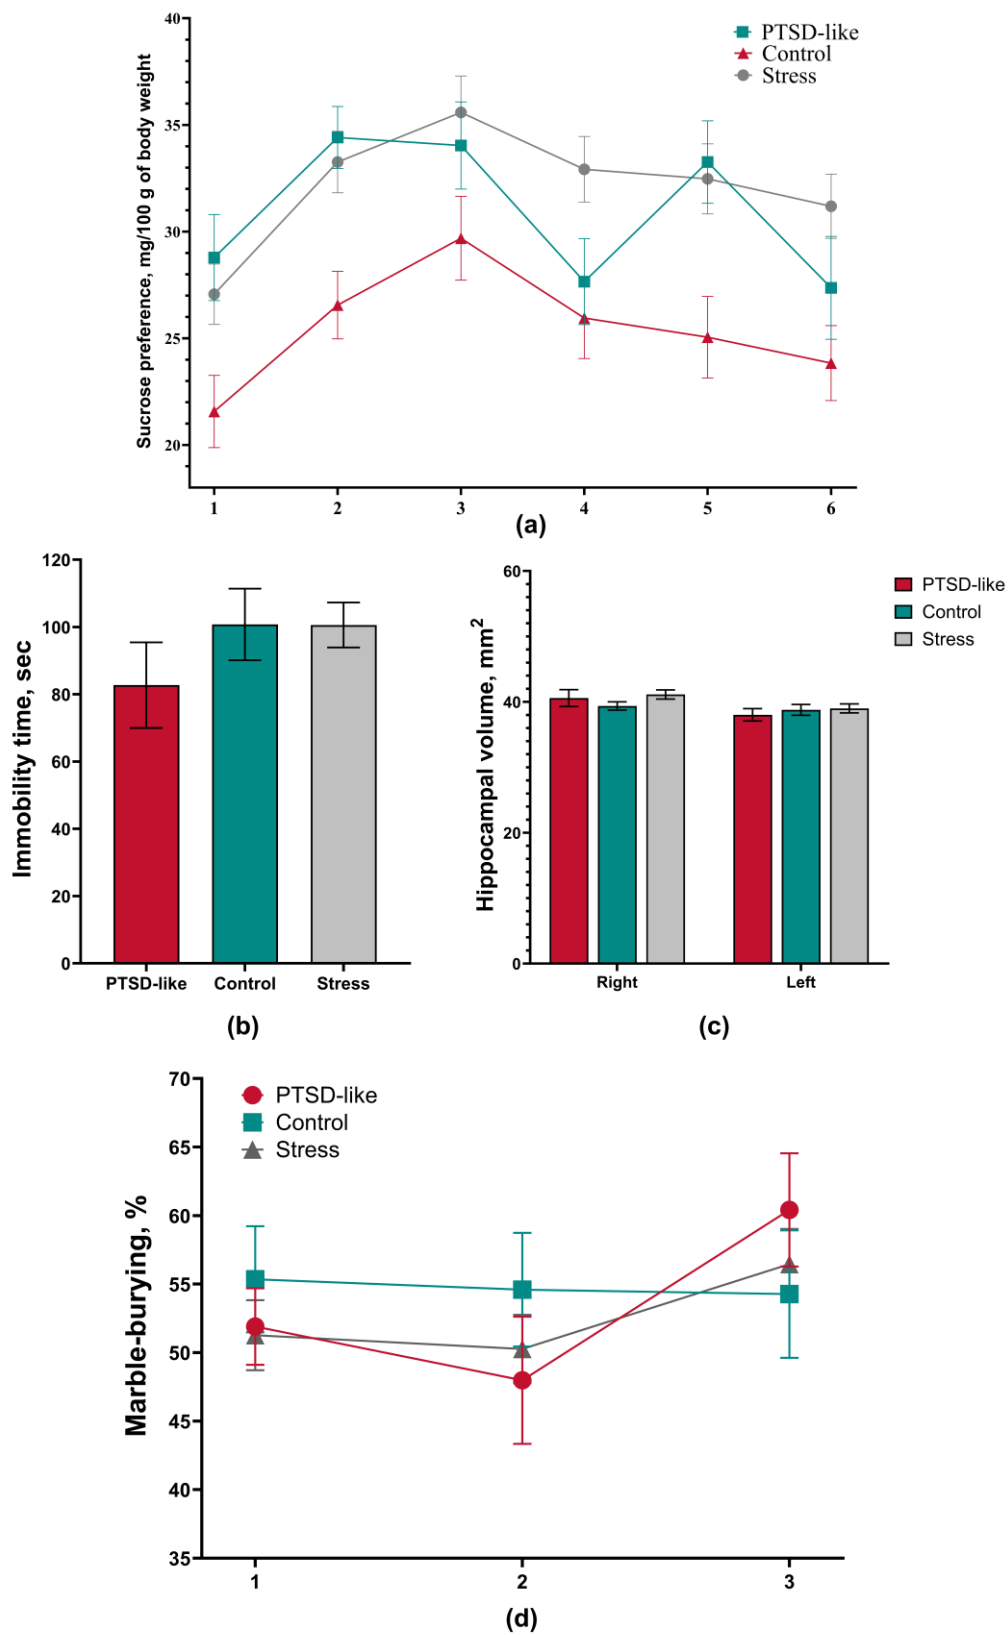 40
35
30
25
20
Sucrose preference, mg/100 g of body weight
PTSD-like
Control
Stress
1 2 3 4 5 6
(a)
120
100
80
60
40
20
0
Immobility time, sec
PTSD-like Control Stress
(b)
60
40
20
0
Hippocampal volume, mm²
PTSD-like
Control
Stress
Right Left
(c)
70
65
60
55
50
45
40
35
Marble-burying, %
PTSD-like
Control
Stress
1 2 3
(d)